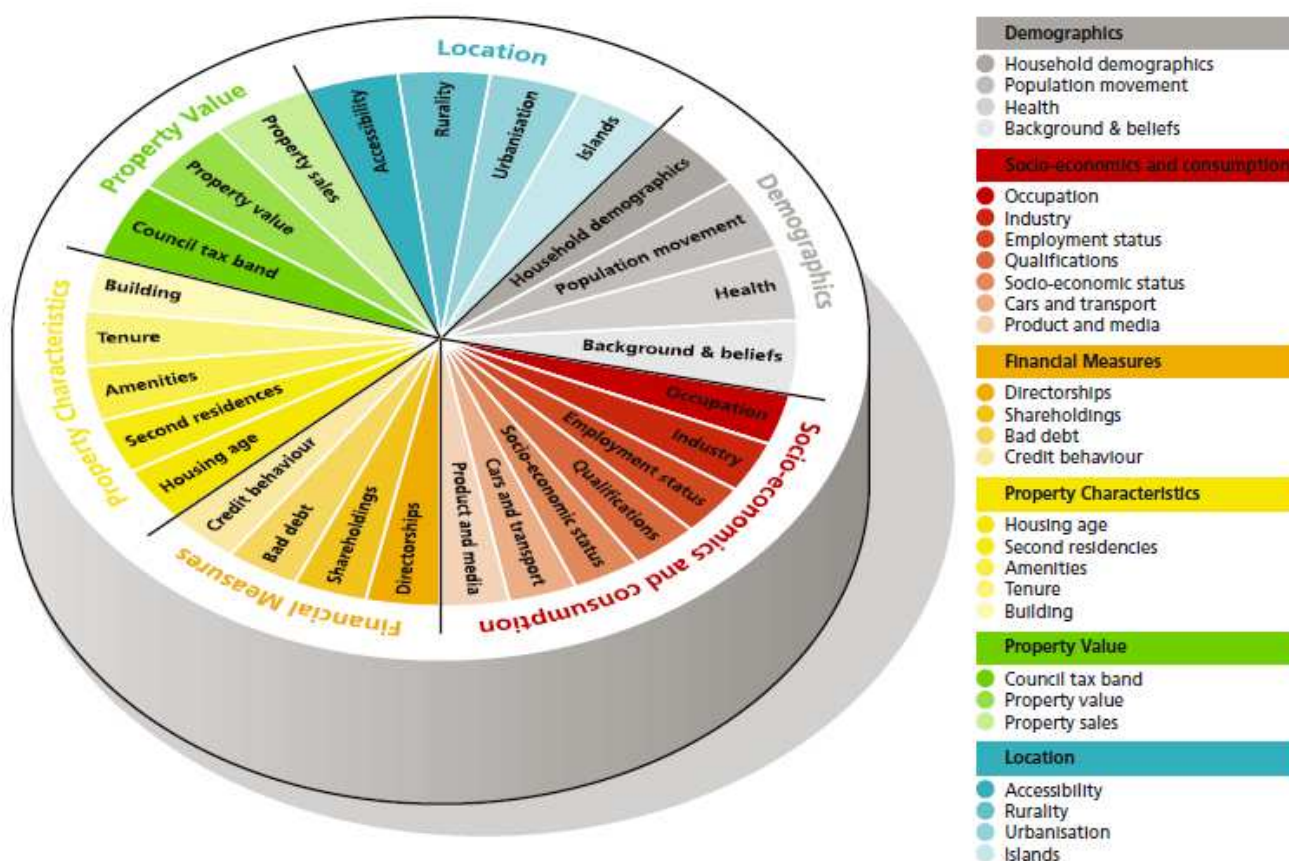 Location
Accessibility
Rurality
Urbanisation
Islands
Demographics
Household demographics
Population movement
Health
Background & beliefs
Socio-economics and consumption
Occupation
Industry
Employment status
Qualifications
Socio-economic status
Cars and transport
Product and media
Financial Measures
Directorships
Shareholdings
Bad debt
Credit behaviour
Property Characteristics
Housing age
Second residences
Amenities
Tenure
Building
Property Value
Council tax band
Property value
Property sales
Demographics
Household demographics
Population movement
Health
Background & beliefs
Socio-economics and consumption
Occupation
Industry
Employment status
Qualifications
Socio-economic status
Cars and transport
Product and media
Financial Measures
Directorships
Shareholdings
Bad debt
Credit behaviour
Property Characteristics
Housing age
Second residencies
Amenities
Tenure
Building
Property Value
Council tax band
Property value
Property sales
Location
Accessibility
Rurality
Urbanisation
Islands